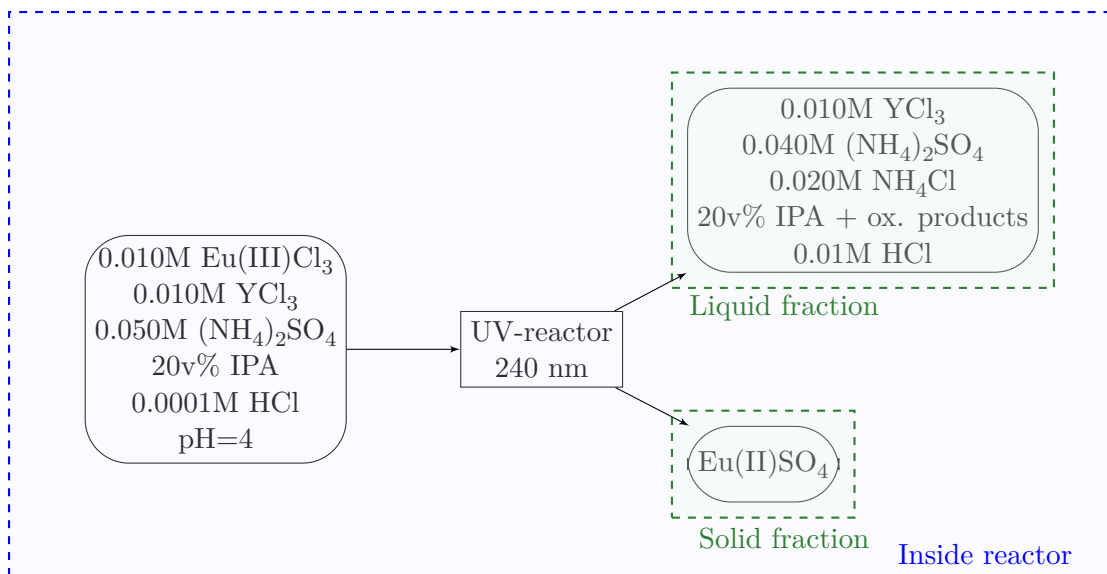 0.010M Eu(III)Cl₃
0.010M YCl₃
0.050M (NH₄)₂SO₄
20v% IPA
0.0001M HCl
pH=4
UV-reactor
240 nm
0.010M YCl₃
0.040M (NH₄)₂SO₄
0.020M NH₄Cl
20v% IPA + ox. products
0.01M HCl
Liquid fraction
Eu(II)SO₄
Solid fraction
Inside reactor